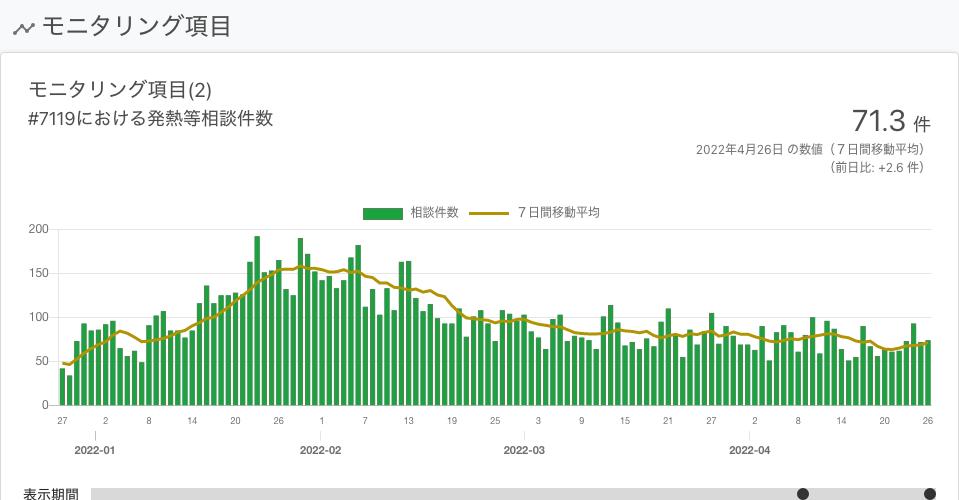 モニタリング項目
モニタリング項目(2)
#7119における発熱等相談件数
71.3 件
2022年4月26日 の数値（７日間移動平均）
（前日比: +2.6 件）
相談件数 ７日間移動平均
200
150
100
50
0
27 2 8 14 20 26 1 7 13 19 25 3 9 15 21 27 2 8 14 20 26
2022-01 2022-02 2022-03 2022-04
表示期間